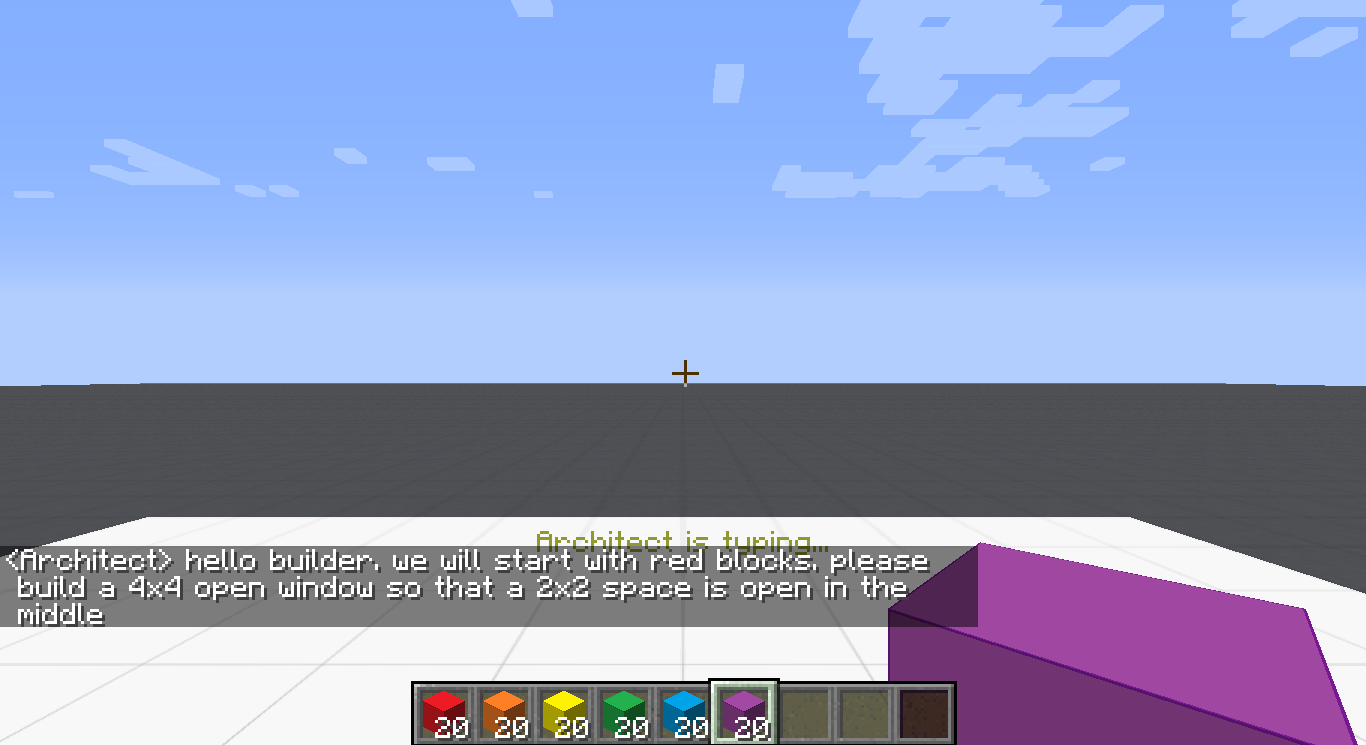 Architect is typing...
<Architect> hello builder. we will start with red blocks. please
build a 4x4 open window so that a 2x2 space is open in the
middle
20 20 20 20 20 20